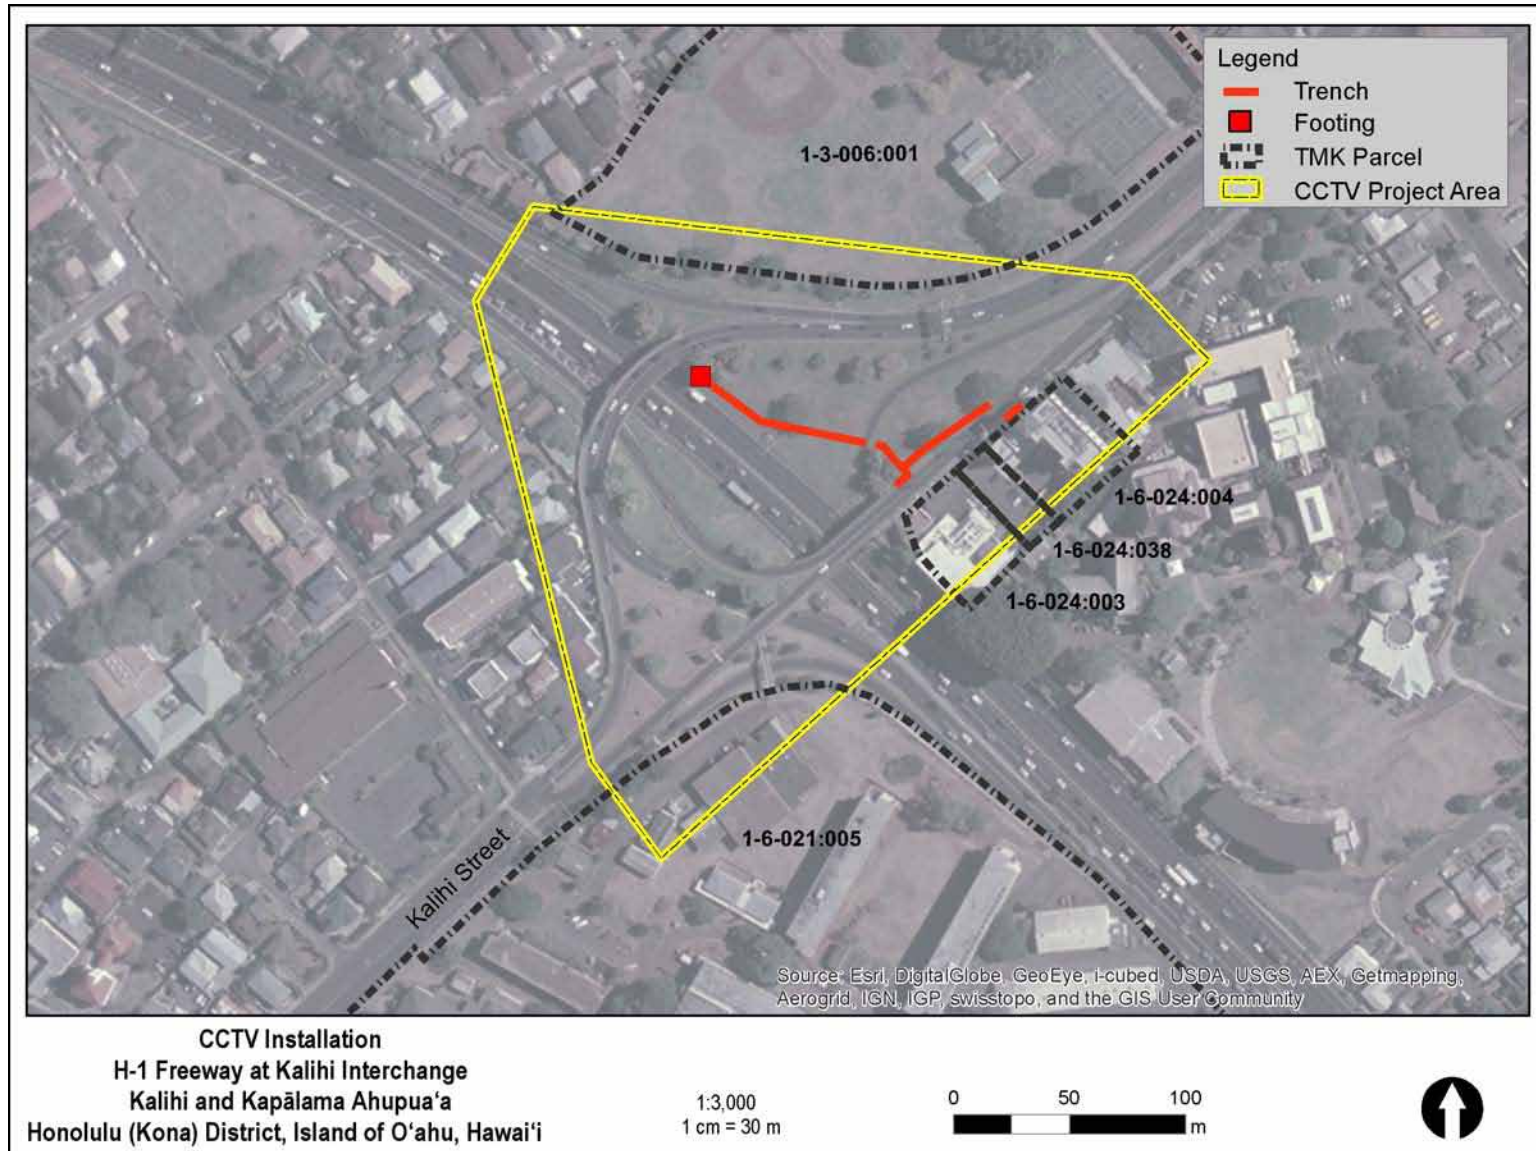 Legend
Trench
Footing
TMK Parcel
CCTV Project Area
1-3-006:001
1-6-024:004
1-6-024:038
1-6-024:003
1-6-021:005
Kalihi Street
Source: Esri, DigitalGlobe, GeoEye, i-cubed, USDA, USGS, AEX, Getmapping,
Aerogrid, IGN, IGP, swisstopo, and the GIS User Community
CCTV Installation
H-1 Freeway at Kalihi Interchange
Kalihi and Kapālama Ahupua‘a
Honolulu (Kona) District, Island of O‘ahu, Hawai‘i
1:3,000
1 cm = 30 m
0 50 100
m